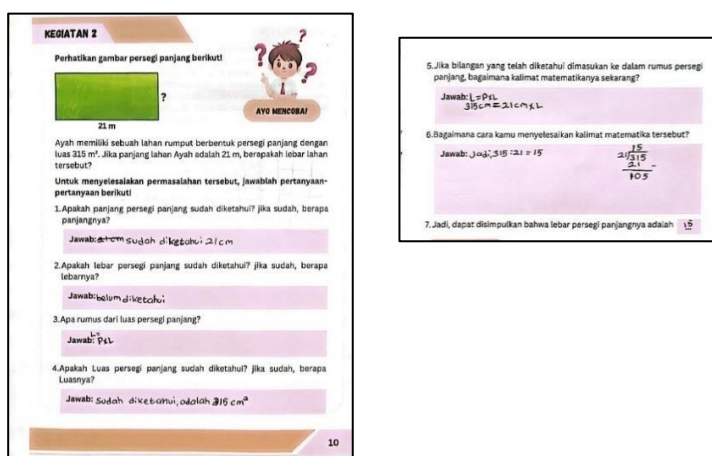 KEGIATAN 2
Perhatikan gambar persegi panjang berikut!
?
?
?
?
21 m
AYO MENCOBA!
Ayah memiliki sebuah lahan rumput berbentuk persegi panjang dengan
luas 315 m². Jika panjang lahan Ayah adalah 21 m, berapakah lebar lahan
tersebut?
Untuk menyelesaikan permasalahan tersebut, jawablah pertanyaan-
pertanyaan berikut!
1.Apakah panjang persegi panjang sudah diketahui? jika sudah, berapa
panjangnya?
Jawab: sudah diketahui 21cm
2.Apakah lebar persegi panjang sudah diketahui? jika sudah, berapa
lebarnya?
Jawab: belum diketahui
3.Apa rumus dari luas persegi panjang?
Jawab: L= PxL
4.Apakah Luas persegi panjang sudah diketahui? jika sudah, berapa
Luasnya?
Jawab: Sudah diketahui, adalah 315 cm²
10
5.Jika bilangan yang telah diketahui dimasukan ke dalam rumus persegi
panjang, bagaimana kalimat matematikanya sekarang?
Jawab: L = PxL
315cm = 21cmxL
6.Bagaimana cara kamu menyelesaikan kalimat matematika tersebut?
Jawab: Jadi, 315 : 21 = 15
15
21/315
21 -
105
7.Jadi, dapat disimpulkan bahwa lebar persegi panjangnya adalah 15